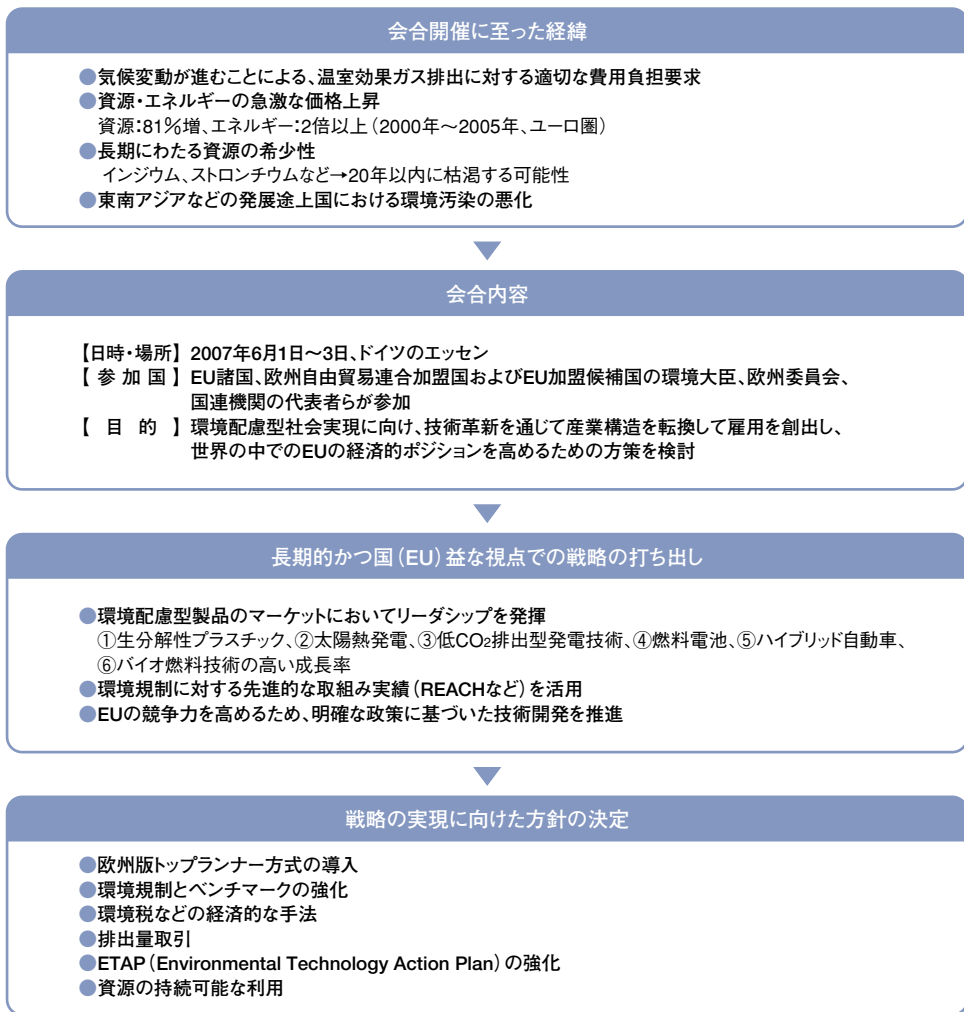 会合開催に至った経緯
●気候変動が進むことによる、温室効果ガス排出に対する適切な費用負担要求
●資源・エネルギーの急激な価格上昇
資源:81%増、エネルギー:2倍以上(2000年～2005年、ユーロ圏)
●長期にわたる資源の希少性
インジウム、ストロンチウムなど→20年以内に枯渇する可能性
●東南アジアなどの発展途上国における環境汚染の悪化
会合内容
【日時・場所】 2007年6月1日～3日、ドイツのエッセン
【 参 加 国 】 EU諸国、欧州自由貿易連合加盟国およびEU加盟候補国の環境大臣、欧州委員会、
国連機関の代表者らが参加
【 目 的 】 環境配慮型社会実現に向け、技術革新を通じて産業構造を転換して雇用を創出し、
世界の中でのEUの経済的ポジションを高めるための方策を検討
長期的かつ国(EU)益な視点での戦略の打ち出し
●環境配慮型製品のマーケットにおいてリーダシップを発揮
①生分解性プラスチック、②太陽熱発電、③低CO₂排出型発電技術、④燃料電池、⑤ハイブリッド自動車、
⑥バイオ燃料技術の高い成長率
●環境規制に対する先進的な取組み実績(REACHなど)を活用
●EUの競争力を高めるため、明確な政策に基づいた技術開発を推進
戦略の実現に向けた方針の決定
●欧州版トップランナー方式の導入
●環境規制とベンチマークの強化
●環境税などの経済的な手法
●排出量取引
●ETAP(Environmental Technology Action Plan)の強化
●資源の持続可能な利用